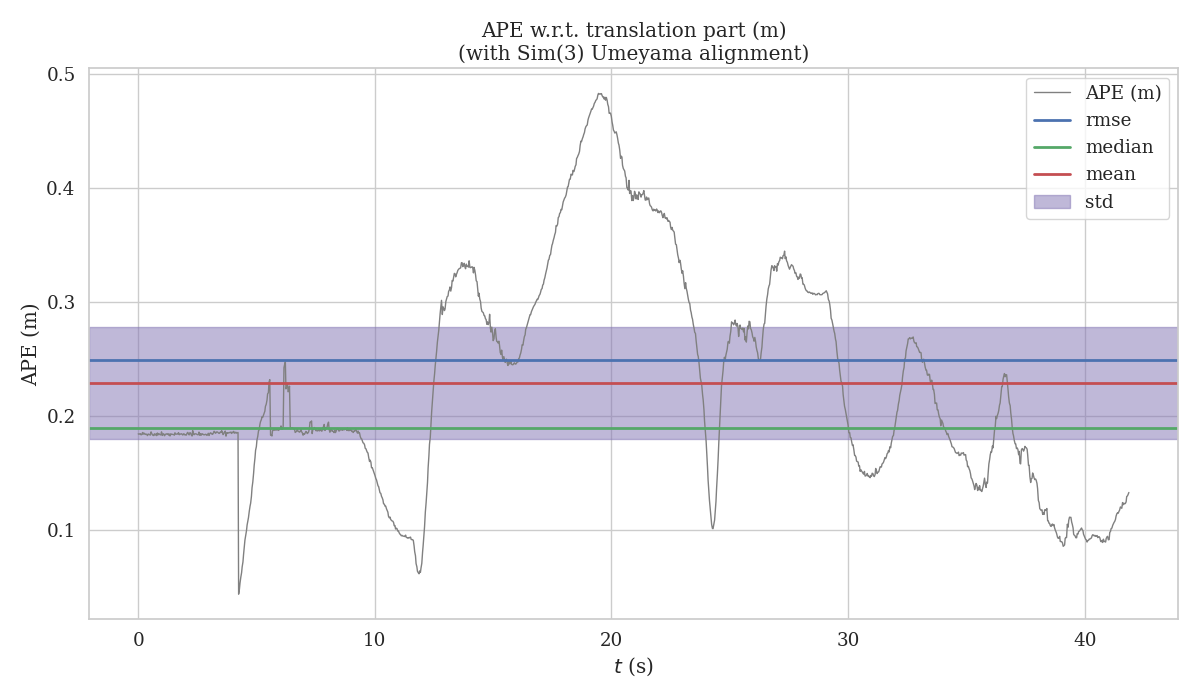 APE w.r.t. translation part (m)
(with Sim(3) Umeyama alignment)
APE (m)
0.5
0.4
0.3
0.2
0.1
0
10
20
30
40
t (s)
APE (m)
rmse
median
mean
std